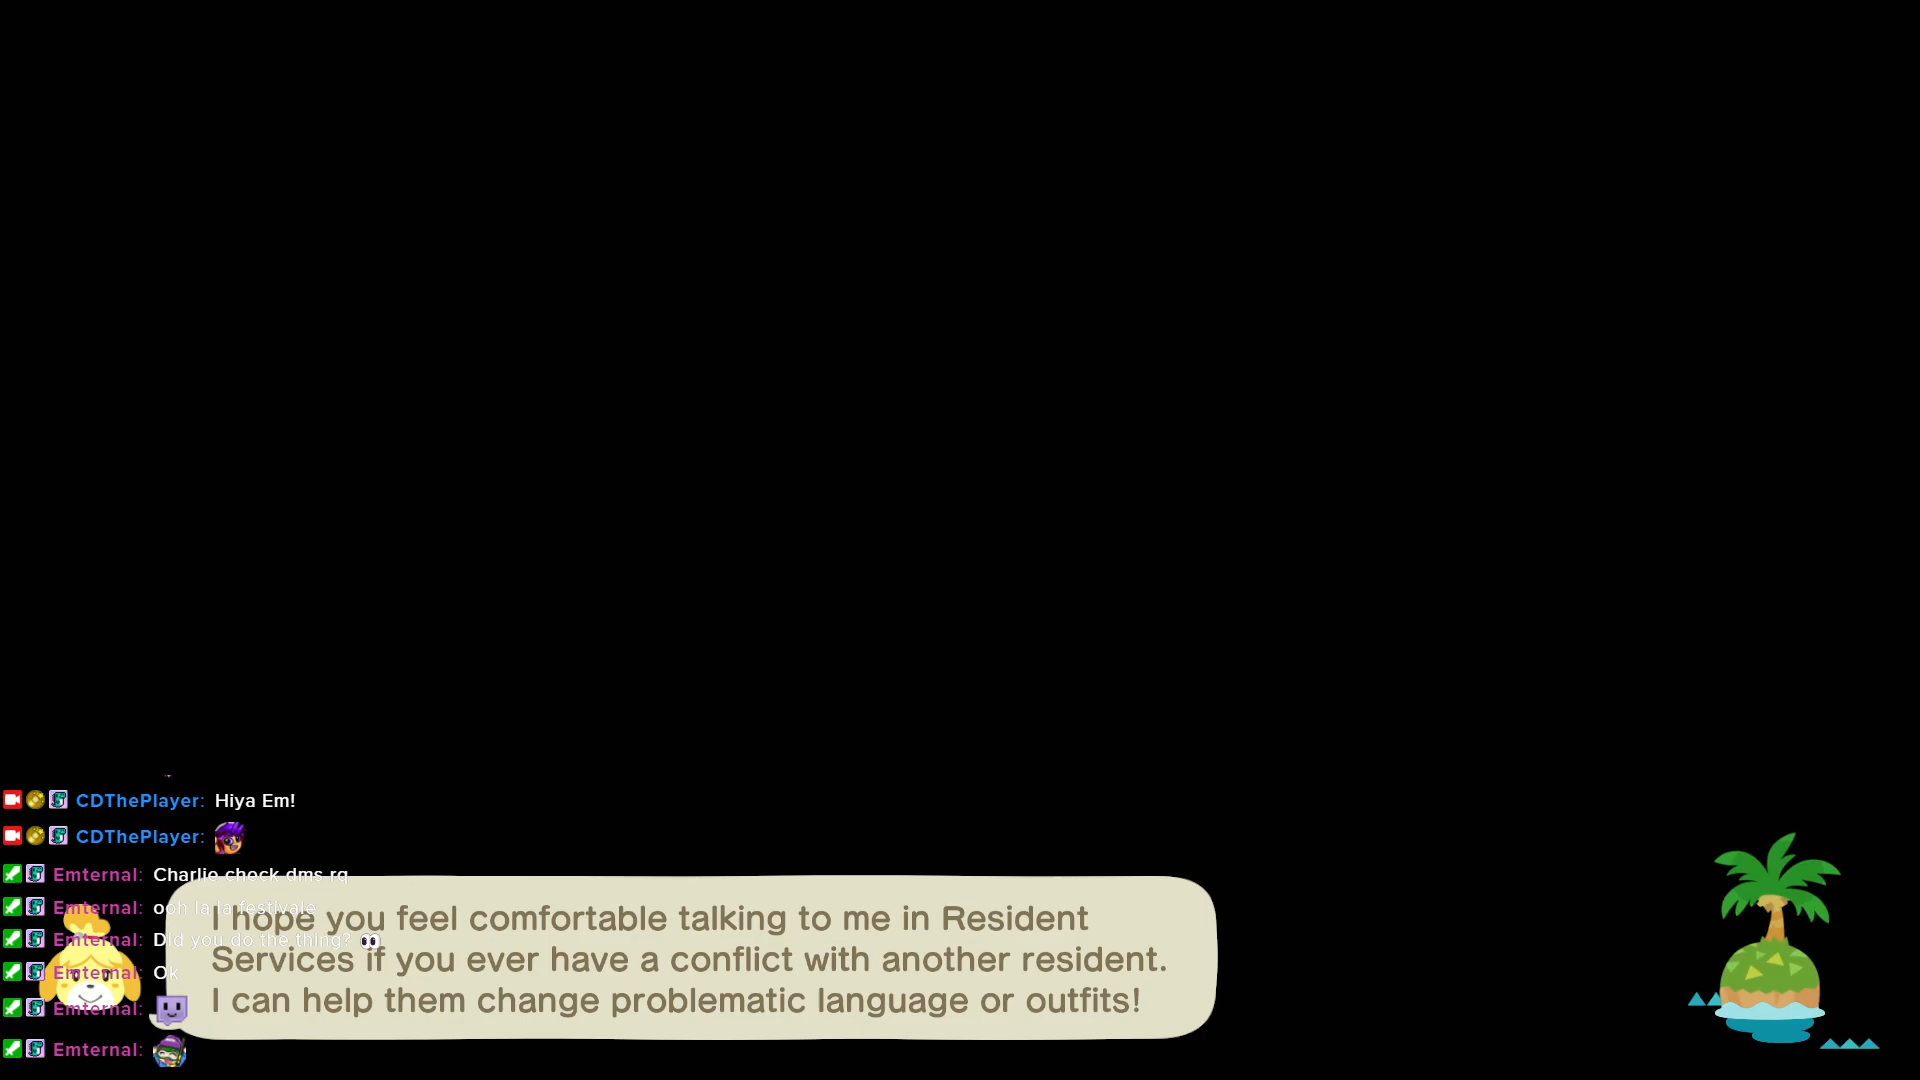 CDThePlayer: Hiya Em!
CDThePlayer:
Emternal: Charlie check dms rq
Emternal: ooh la la festivale
Emternal: Did you do the thing? 👀
Emternal: Ok
Emternal:
Emternal:
I hope you feel comfortable talking to me in Resident
Services if you ever have a conflict with another resident.
I can help them change problematic language or outfits!